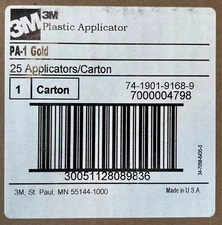 3M 3M
Plastic Applicator
PA-1 Gold
25 Applicators/Carton
1 Carton
74-1901-9168-9
7000004798
30051128089836
3M, St. Paul, MN 55144-1000
Made in U.S.A.